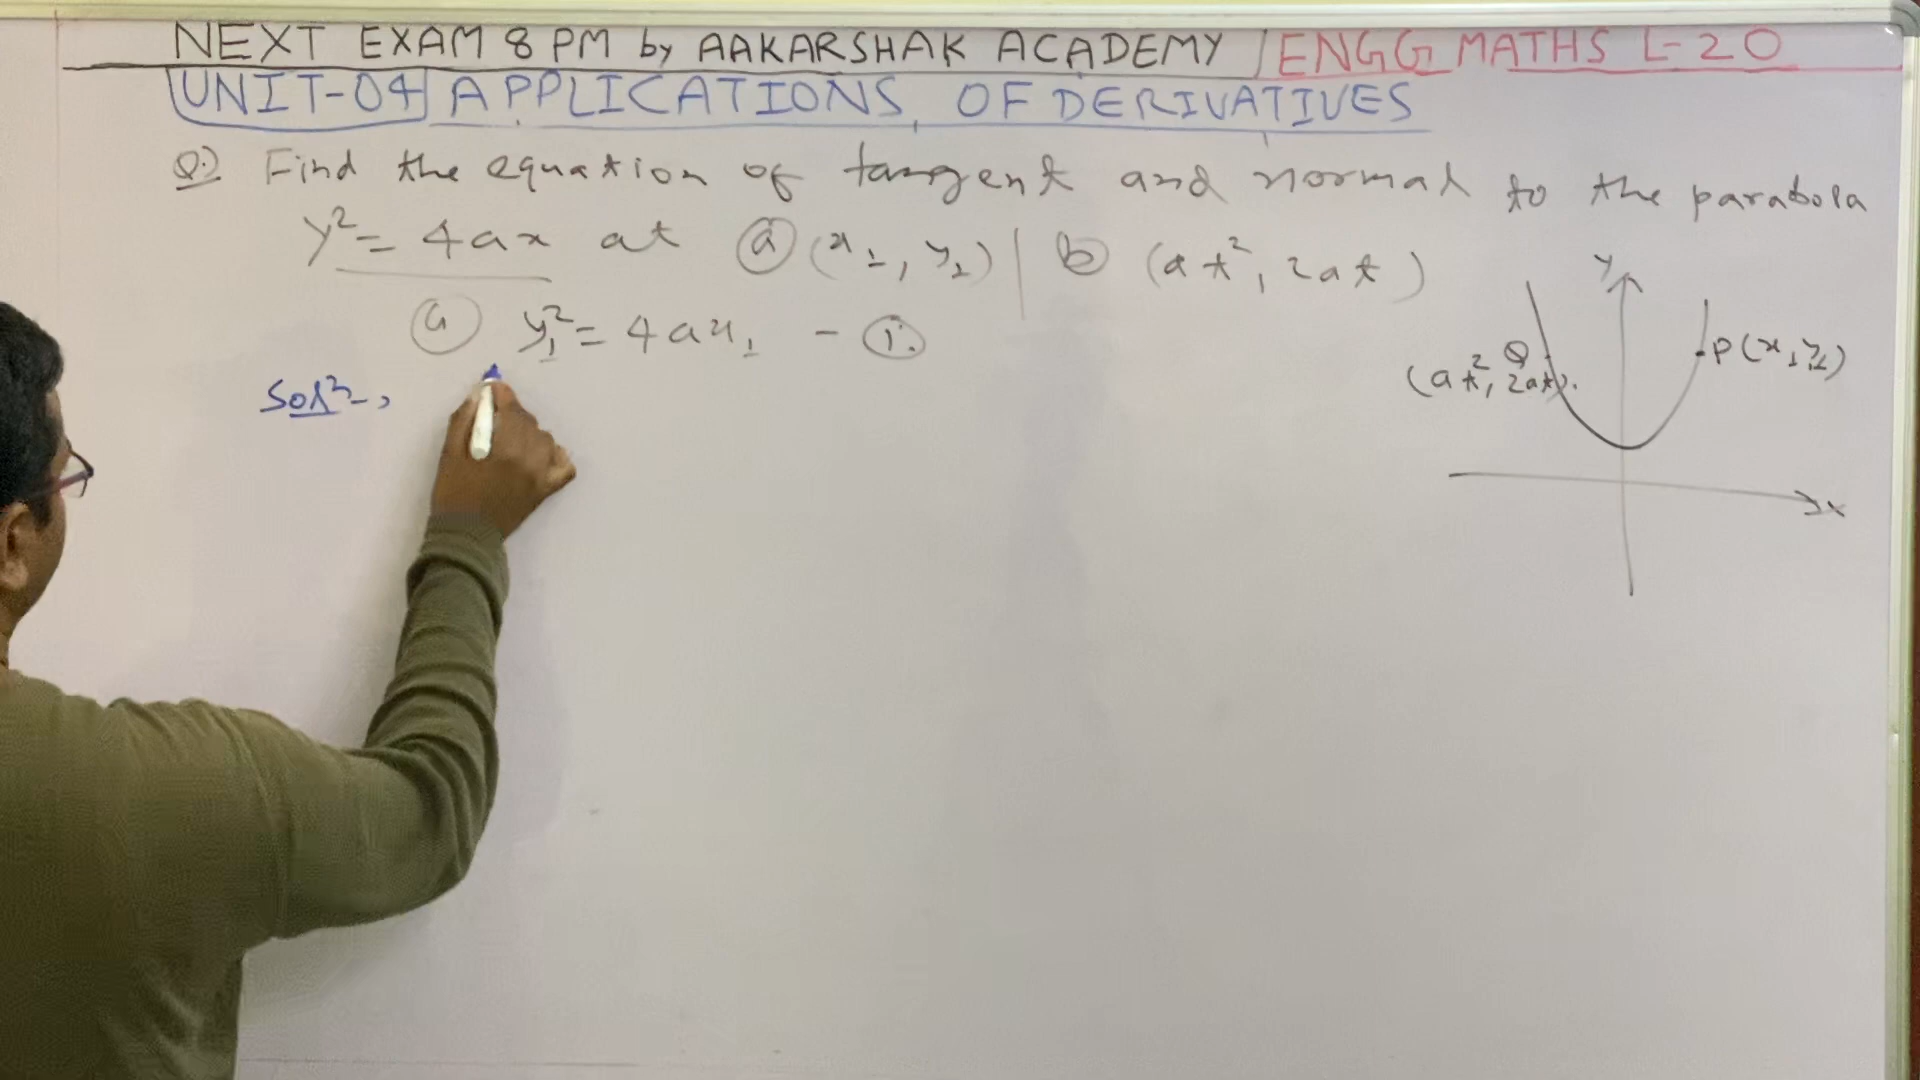 NEXT EXAM 8 PM by AAKARSHAK ACADEMY | ENGG MATHS L-20
UNIT-04 APPLICATIONS OF DERIVATIVES
Q.) Find the equation of tangent and normal to the parabola
y² = 4ax at ⓐ (x₁, y₁) | ⓑ (at², 2at)
ⓐ y₁² = 4ax₁ - ①.
Solⁿ-,
y
P(x₁, y₁)
Q
(at², 2at).
x